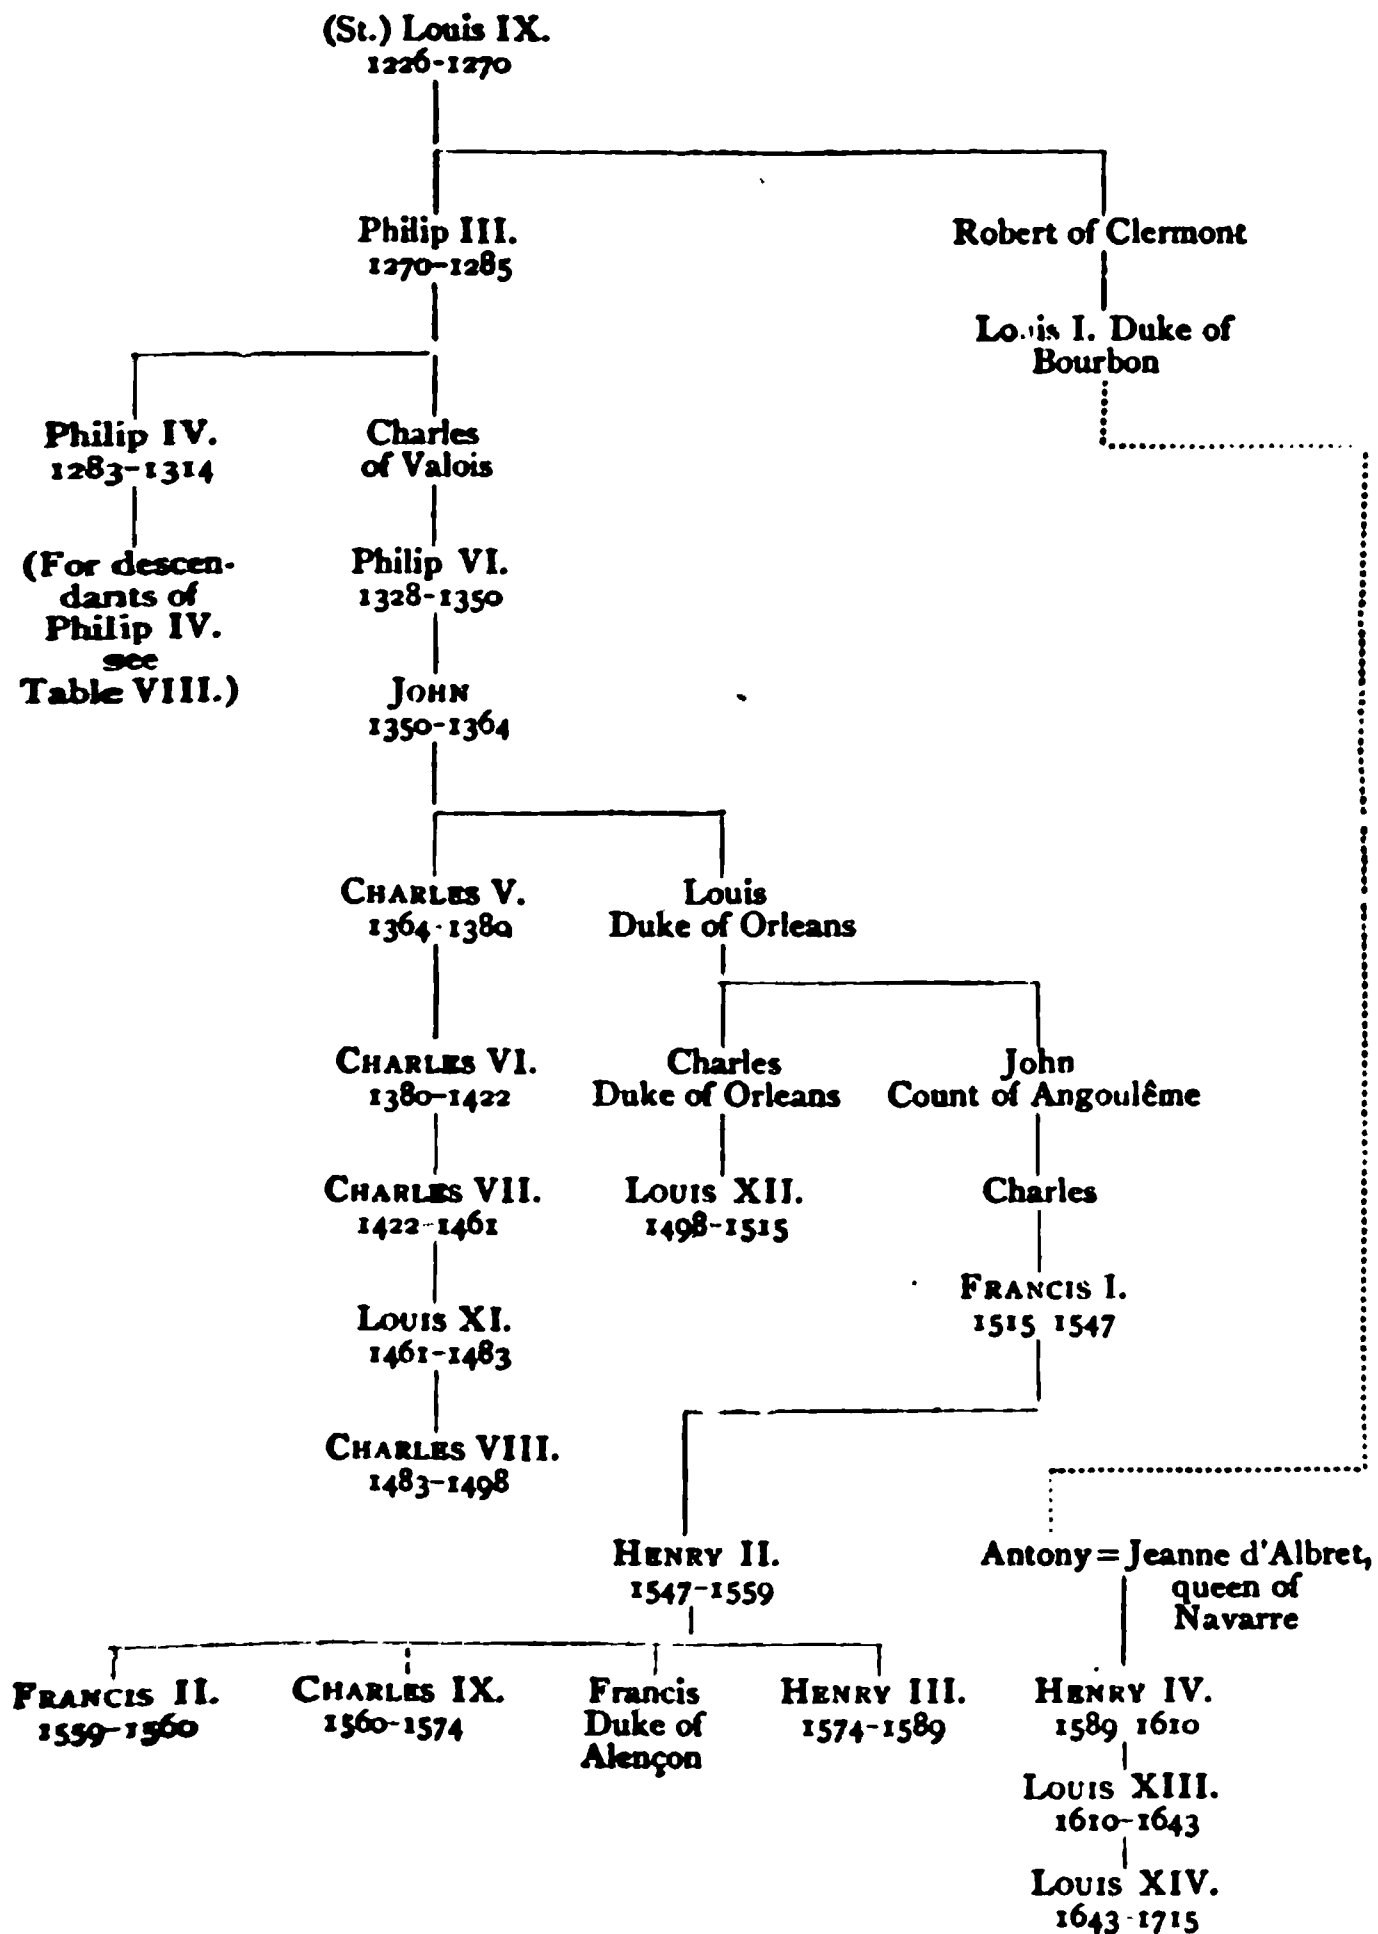 (St.) Louis IX.
1226-1270
Philip III.
1270-1285
Robert of Clermont
Louis I. Duke of
Bourbon
Philip IV.
1283-1314
Charles
of Valois
(For descen-
dants of
Philip IV.
see
Table VIII.)
Philip VI.
1328-1350
JOHN
1350-1364
CHARLES V.
1364-1380
Louis
Duke of Orleans
CHARLES VI.
1380-1422
Charles
Duke of Orleans
John
Count of Angoulême
CHARLES VII.
1422-1461
LOUIS XII.
1498-1515
Charles
FRANCIS I.
1515 1547
LOUIS XI.
1461-1483
CHARLES VIII.
1483-1498
HENRY II.
1547-1559
Antony = Jeanne d'Albret,
queen of
Navarre
FRANCIS II.
1559-1560
CHARLES IX.
1560-1574
Francis
Duke of
Alençon
HENRY III.
1574-1589
HENRY IV.
1589 1610
LOUIS XIII.
1610-1643
LOUIS XIV.
1643-1715